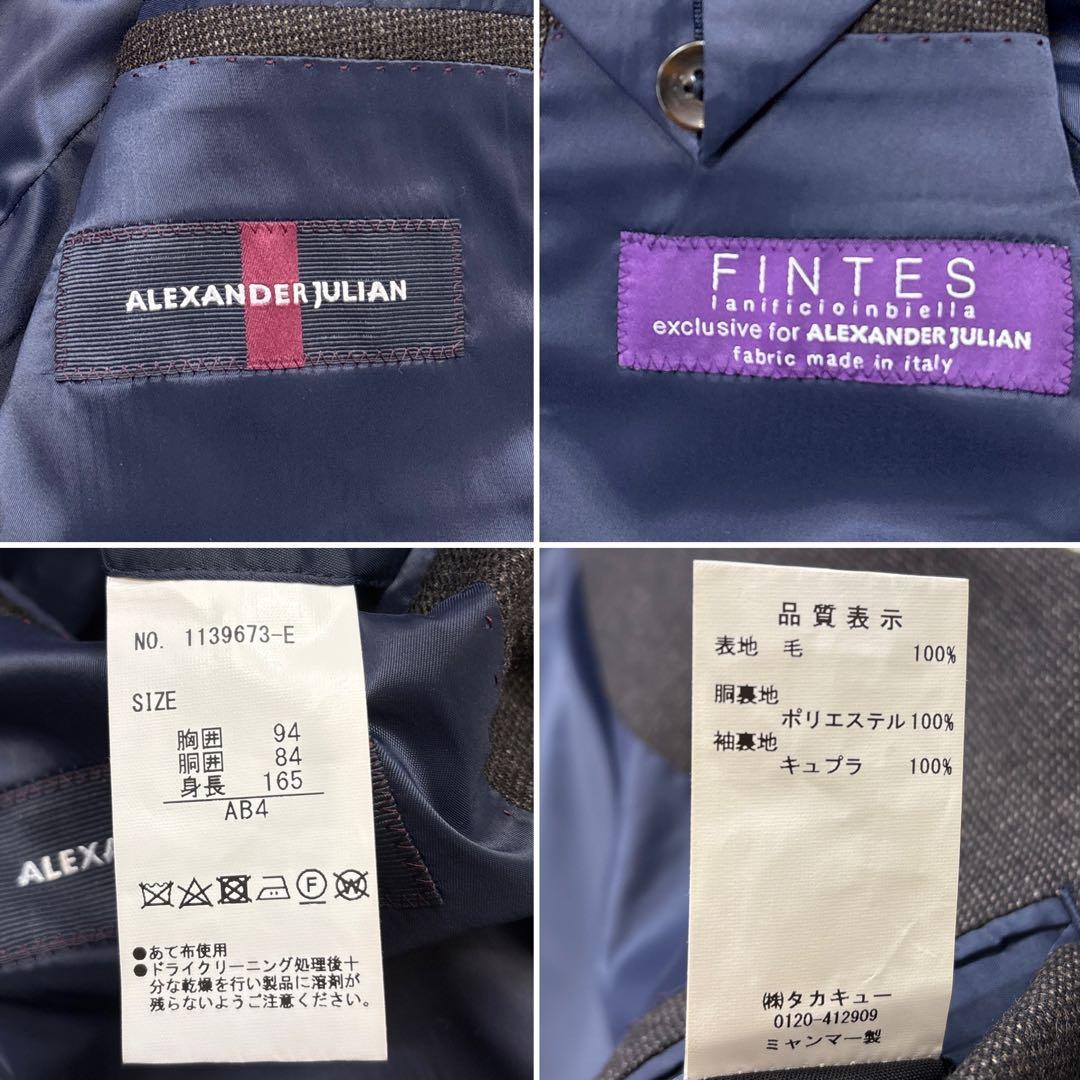 ALEXANDER JULIAN
FINTES
lanificioinbiella
exclusive for ALEXANDER JULIAN
fabric made in italy
NO. 1139673-E
SIZE
胸囲 94
胴囲 84
身長 165
AB4
ALEXA
F
W
●あて布使用
●ドライクリーニング処理後十
分な乾燥を行い製品に溶剤が
残らないようご注意ください。
品質表示
表地 毛 100%
胴裏地
ポリエステル100%
袖裏地
キュプラ 100%
㈱タカキュー
0120-412909
ミャンマー製